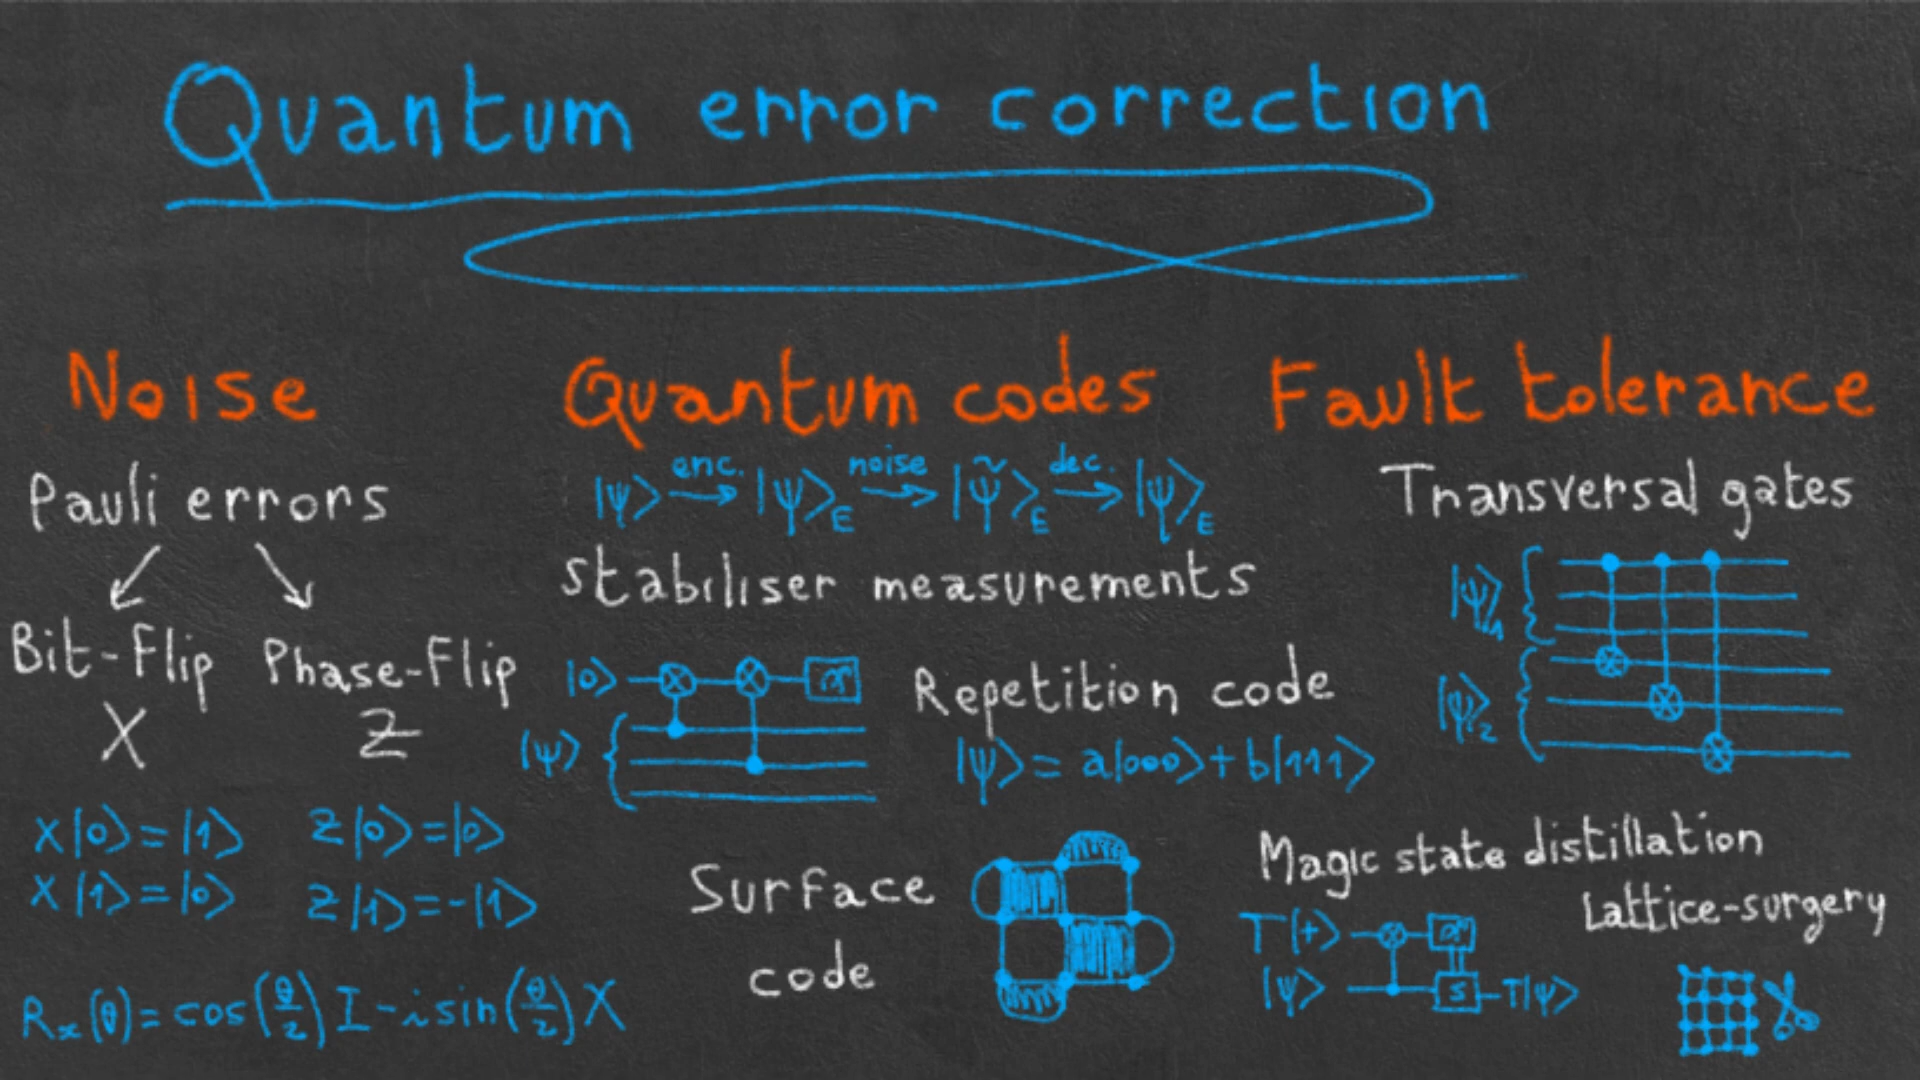 Quantum error correction
Noise
Pauli errors
Bit-Flip Phase-Flip
X Z
X|0⟩=|1⟩ Z|0⟩=|0⟩
X|1⟩=|0⟩ Z|1⟩=-|1⟩
Rx(θ)=cos(θ/2)I-isin(θ/2)X
Quantum codes
|ψ⟩ enc. → |ψ⟩E noise → |ψ̃⟩E dec. → |ψ⟩E
Stabiliser measurements
|0⟩
|ψ⟩
Repetition code
|ψ⟩=a|000⟩+b|111⟩
Surface
code
Fault tolerance
Transversal gates
|ψ⟩1
|ψ⟩2
Magic state distillation
Lattice-surgery
T|+⟩
|ψ⟩ S T|ψ⟩